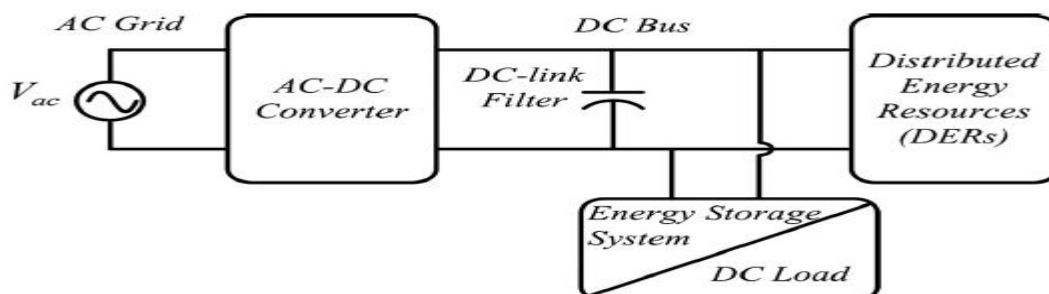 AC Grid
V ac
AC-DC
Converter
DC Bus
DC-link
Filter
Distributed
Energy
Resources
(DERs)
Energy Storage
System
DC Load